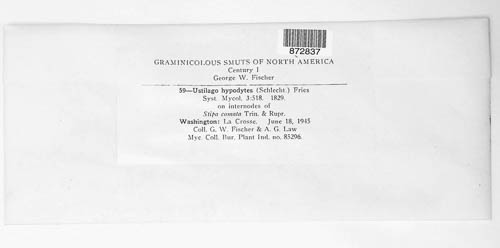 872837
GRAMINICOLOUS SMUTS OF NORTH AMERICA
Century I
George W. Fischer
59—Ustilago hypodytes (Schlecht.) Fries
Syst. Mycol. 3:518. 1829.
on internodes of
Stipa comata Trin. & Rupr.
Washington: La Crosse. June 18, 1945
Coll. G. W. Fischer & A. G. Law
Myc. Coll. Bur. Plant Ind. no. 85296.